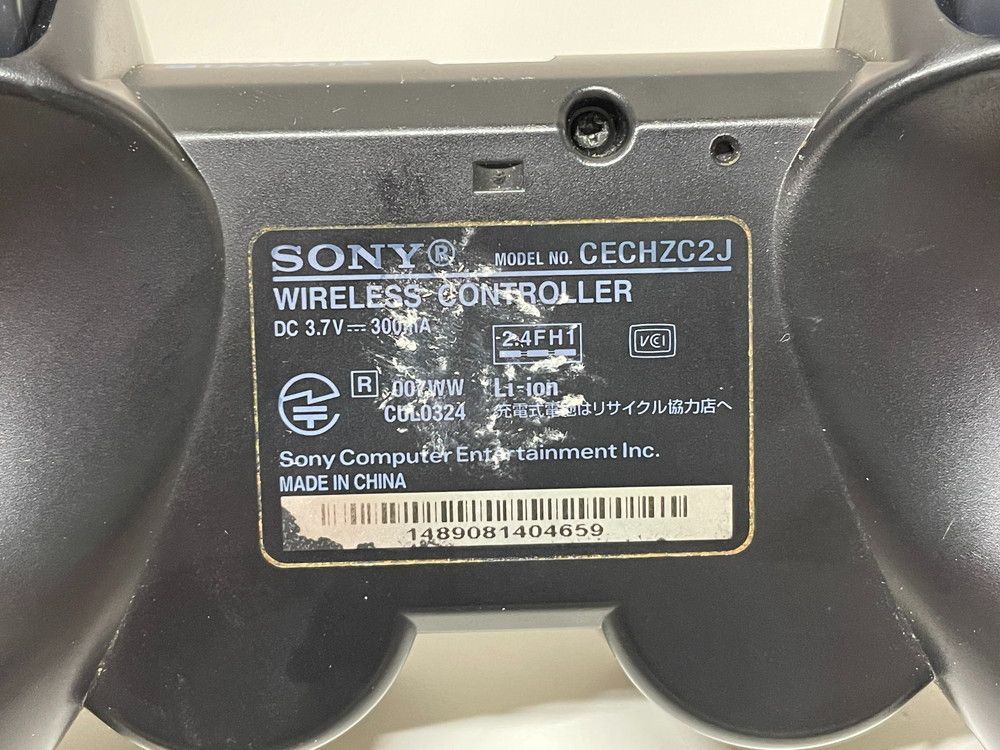 SONY®
MODEL NO. CECHZC2J
WIRELESS CONTROLLER
DC 3.7V⎓300mA
2.4FH1
VCI
R 007WW
CUL0324
Li-ion
充電式電池はリサイクル協力店へ
Sony Computer Entertainment Inc.
MADE IN CHINA
1489081404659